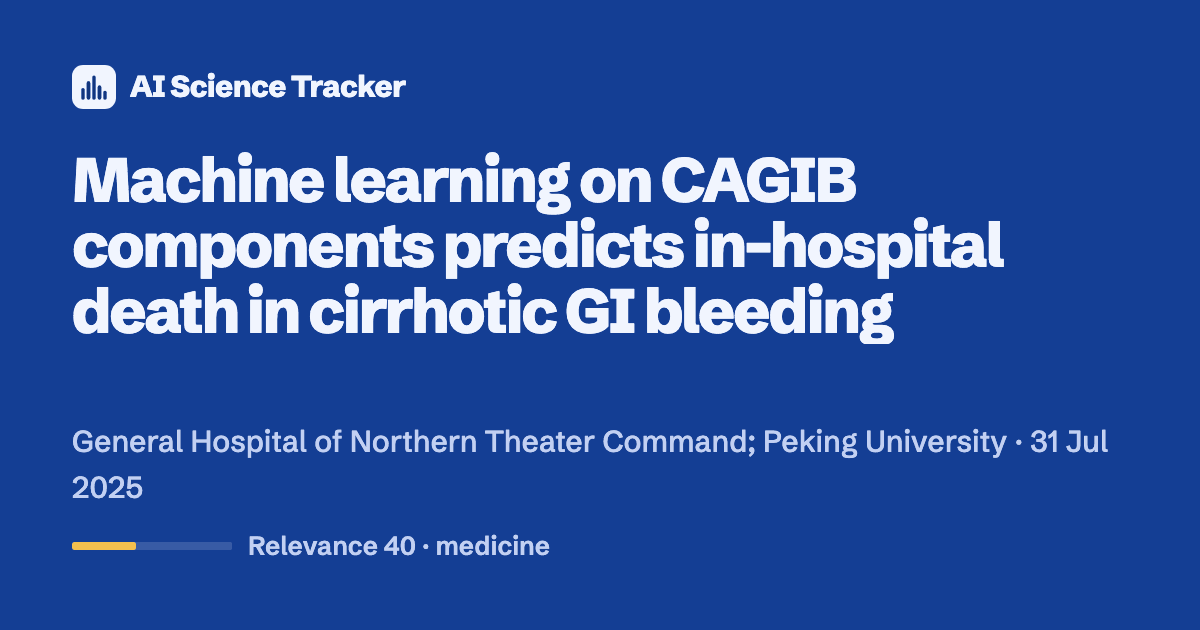 AI Science Tracker
Machine learning on CAGIB
components predicts in-hospital
death in cirrhotic GI bleeding
General Hospital of Northern Theater Command; Peking University · 31 Jul
2025
Relevance 40 · medicine